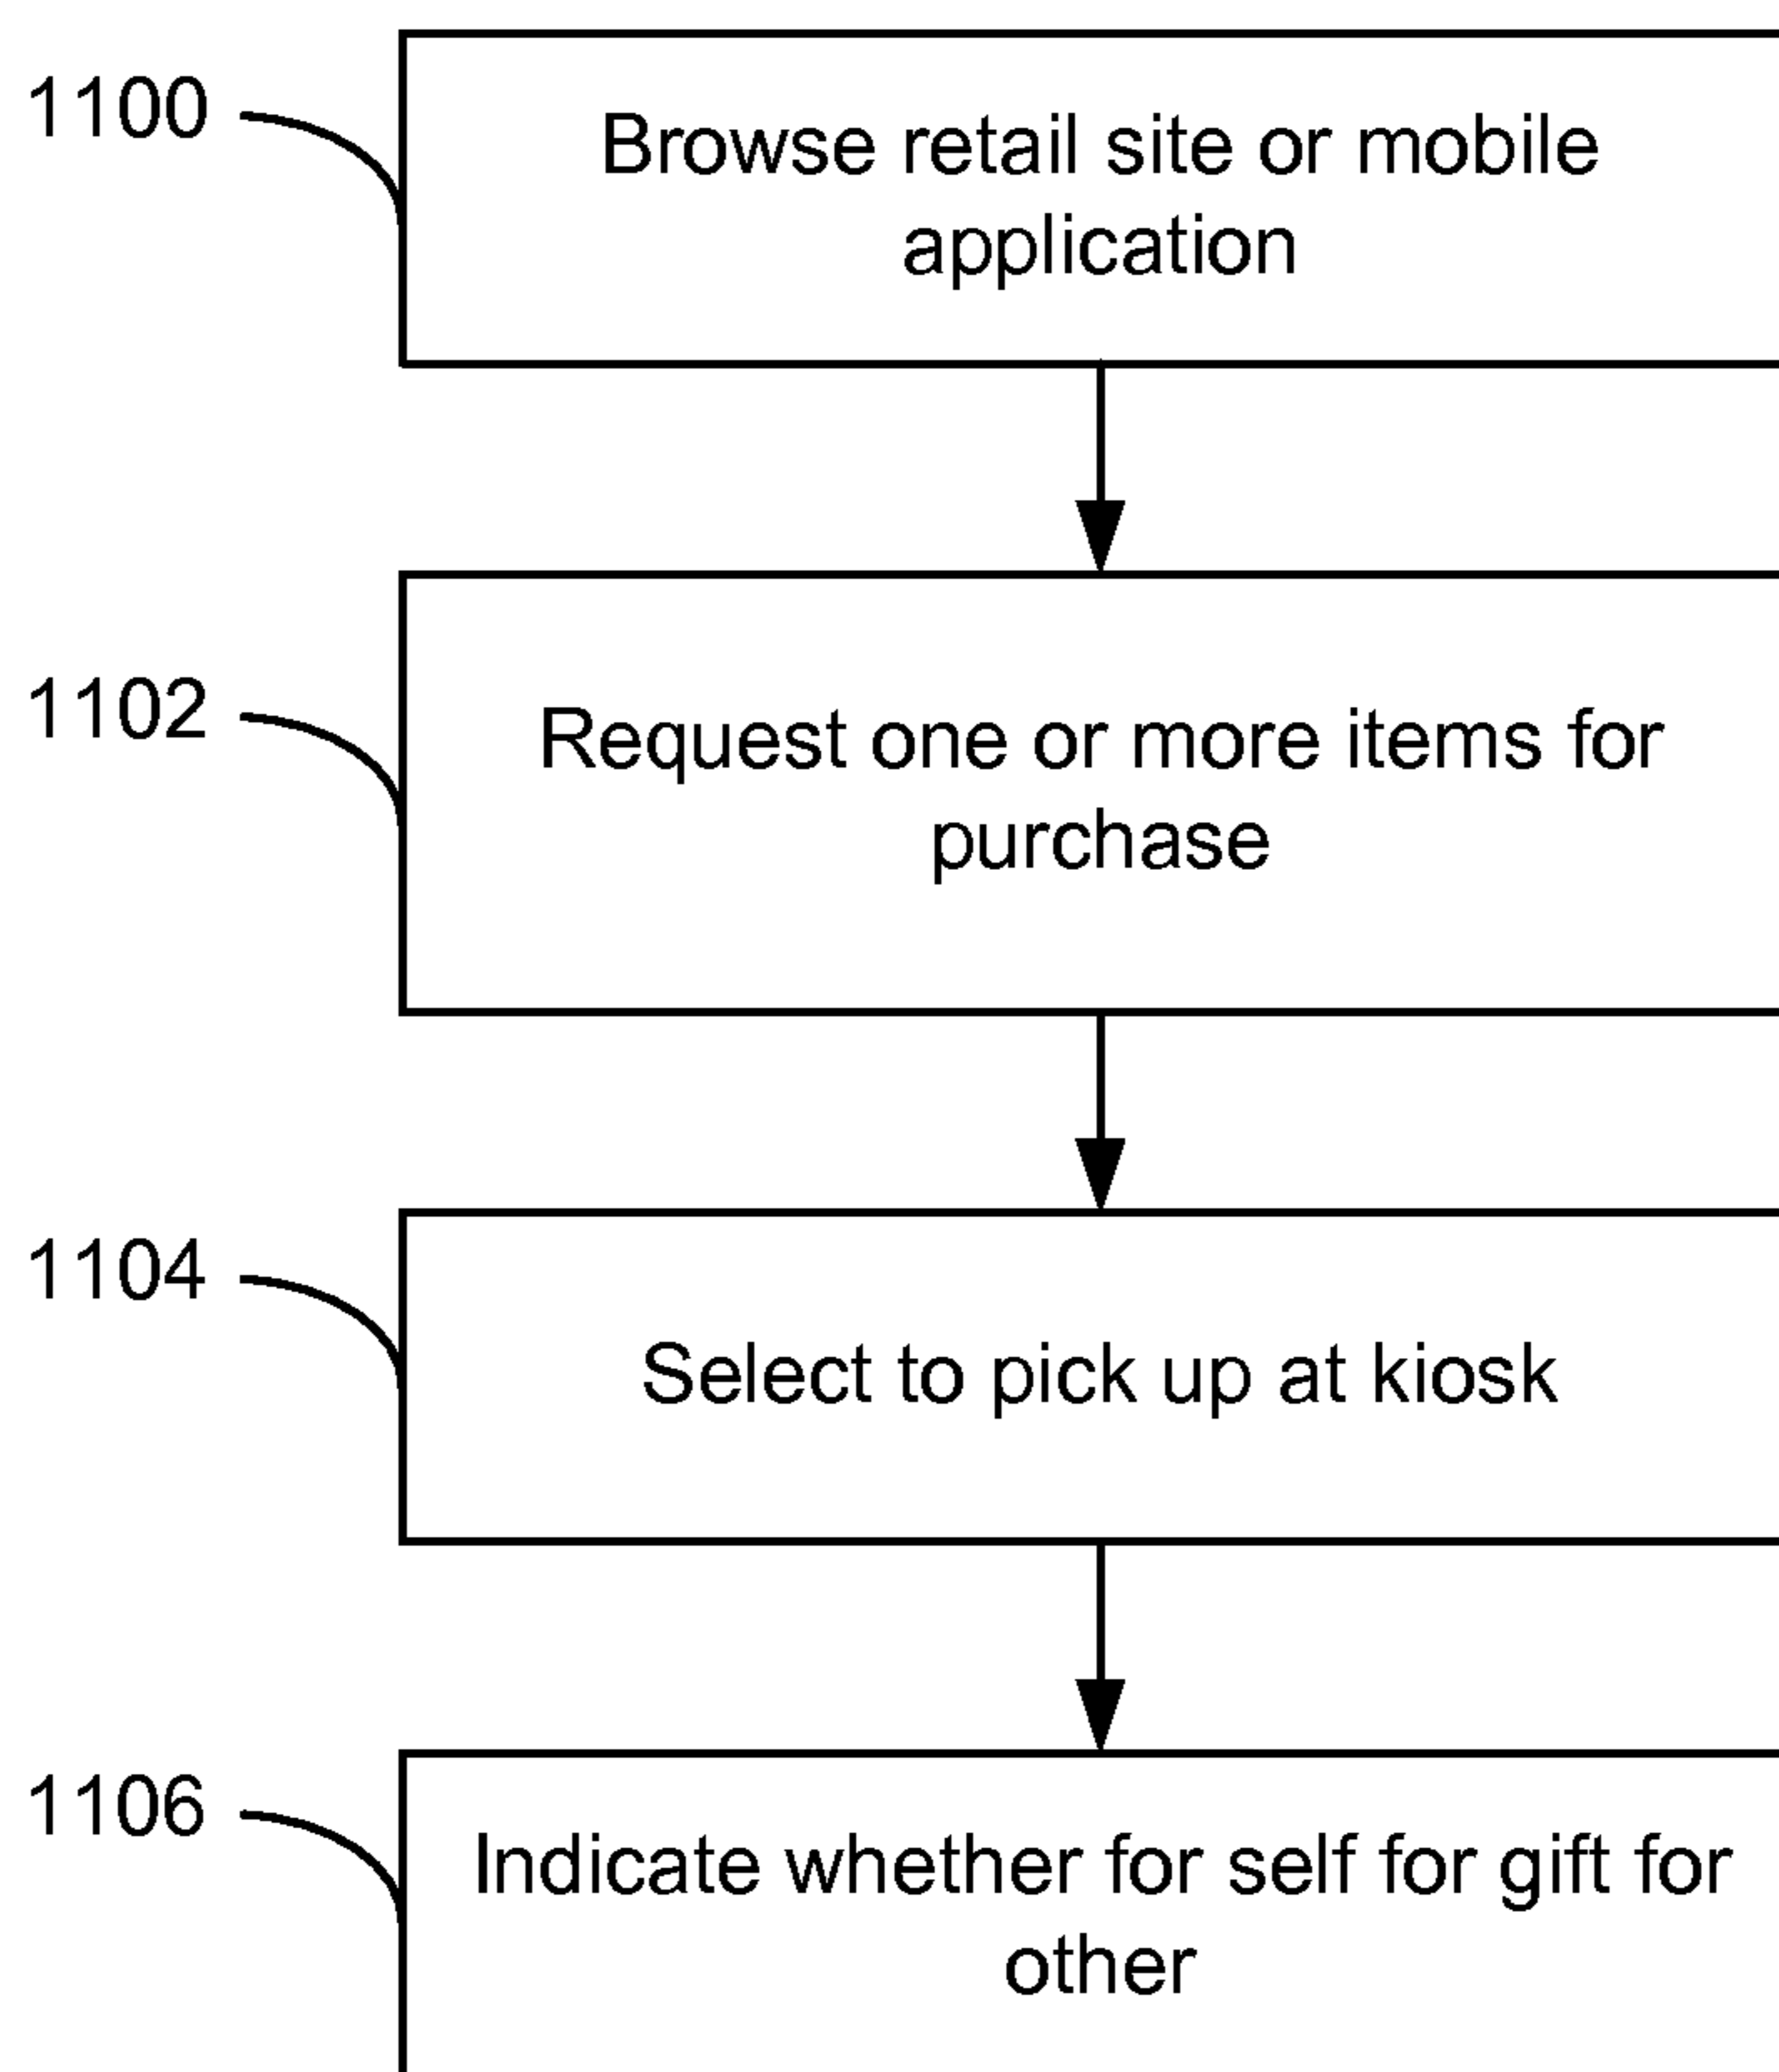 1100
Browse retail site or mobile
application
1102
Request one or more items for
purchase
1104
Select to pick up at kiosk
1106
Indicate whether for self for gift for
other